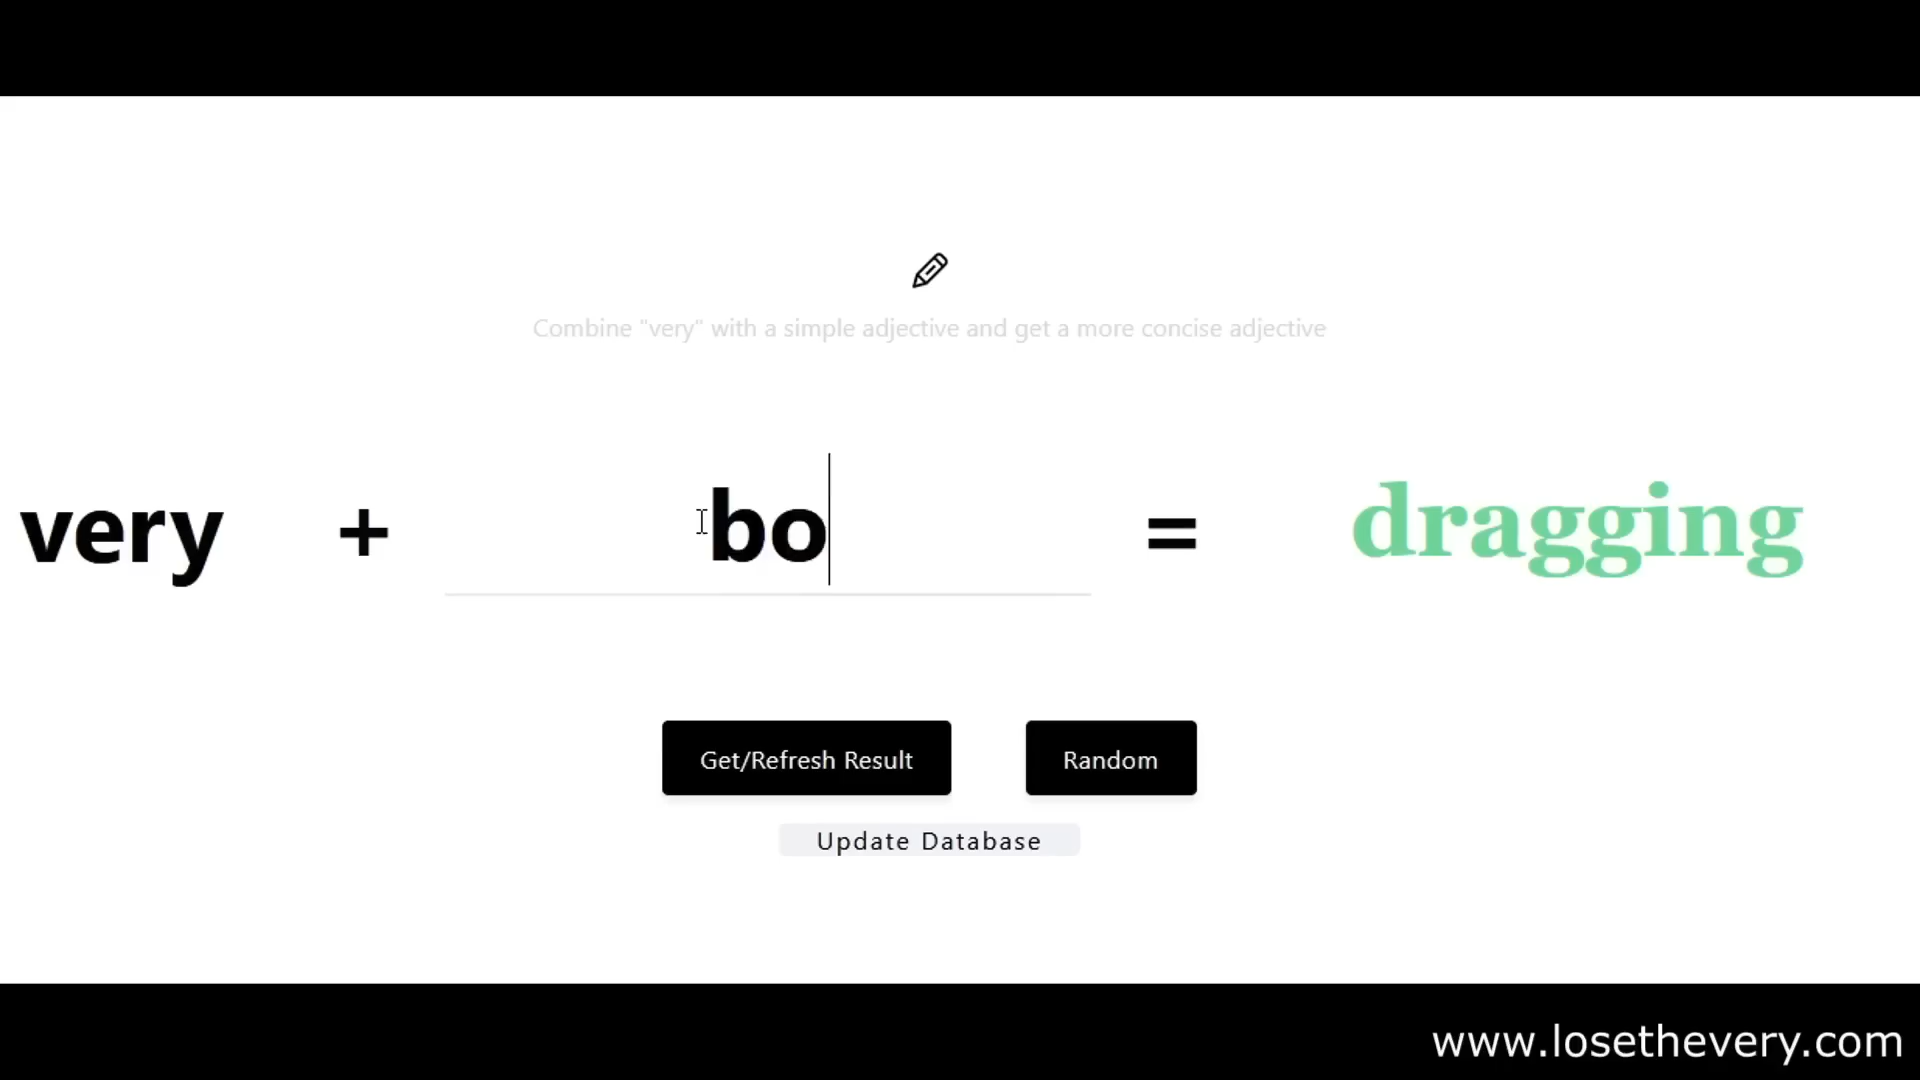 Combine "very" with a simple adjective and get a more concise adjective
very + bo = dragging
Get/Refresh Result Random
Update Database
www.losethevery.com